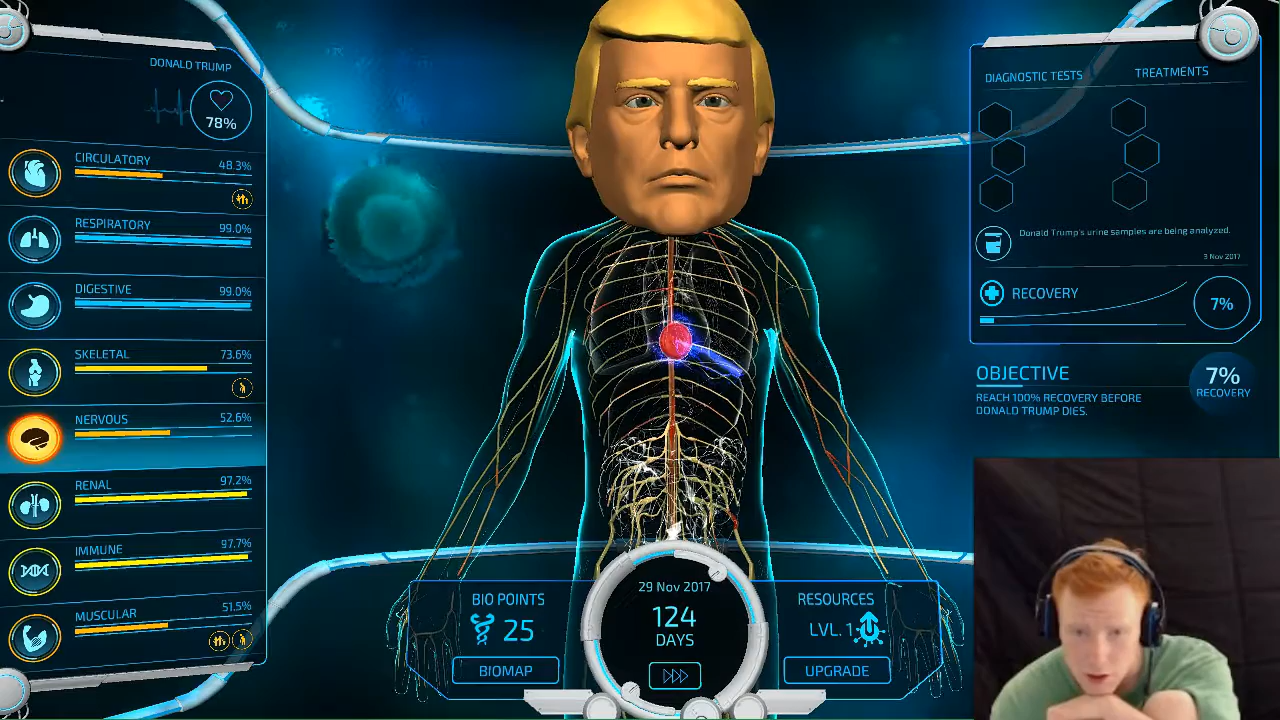 DONALD TRUMP
78%
CIRCULATORY 48.3%
RESPIRATORY 99.0%
DIGESTIVE 99.0%
SKELETAL 73.6%
NERVOUS 52.6%
RENAL 97.2%
IMMUNE 97.7%
MUSCULAR 51.5%
29 Nov 2017
124
DAYS
BIO POINTS
25
BIOMAP
RESOURCES
LVL. 1
UPGRADE
DIAGNOSTIC TESTS TREATMENTS
Donald Trump's urine samples are being analyzed.
3 Nov 2017
RECOVERY 7%
OBJECTIVE
REACH 100% RECOVERY BEFORE
DONALD TRUMP DIES.
7%
RECOVERY